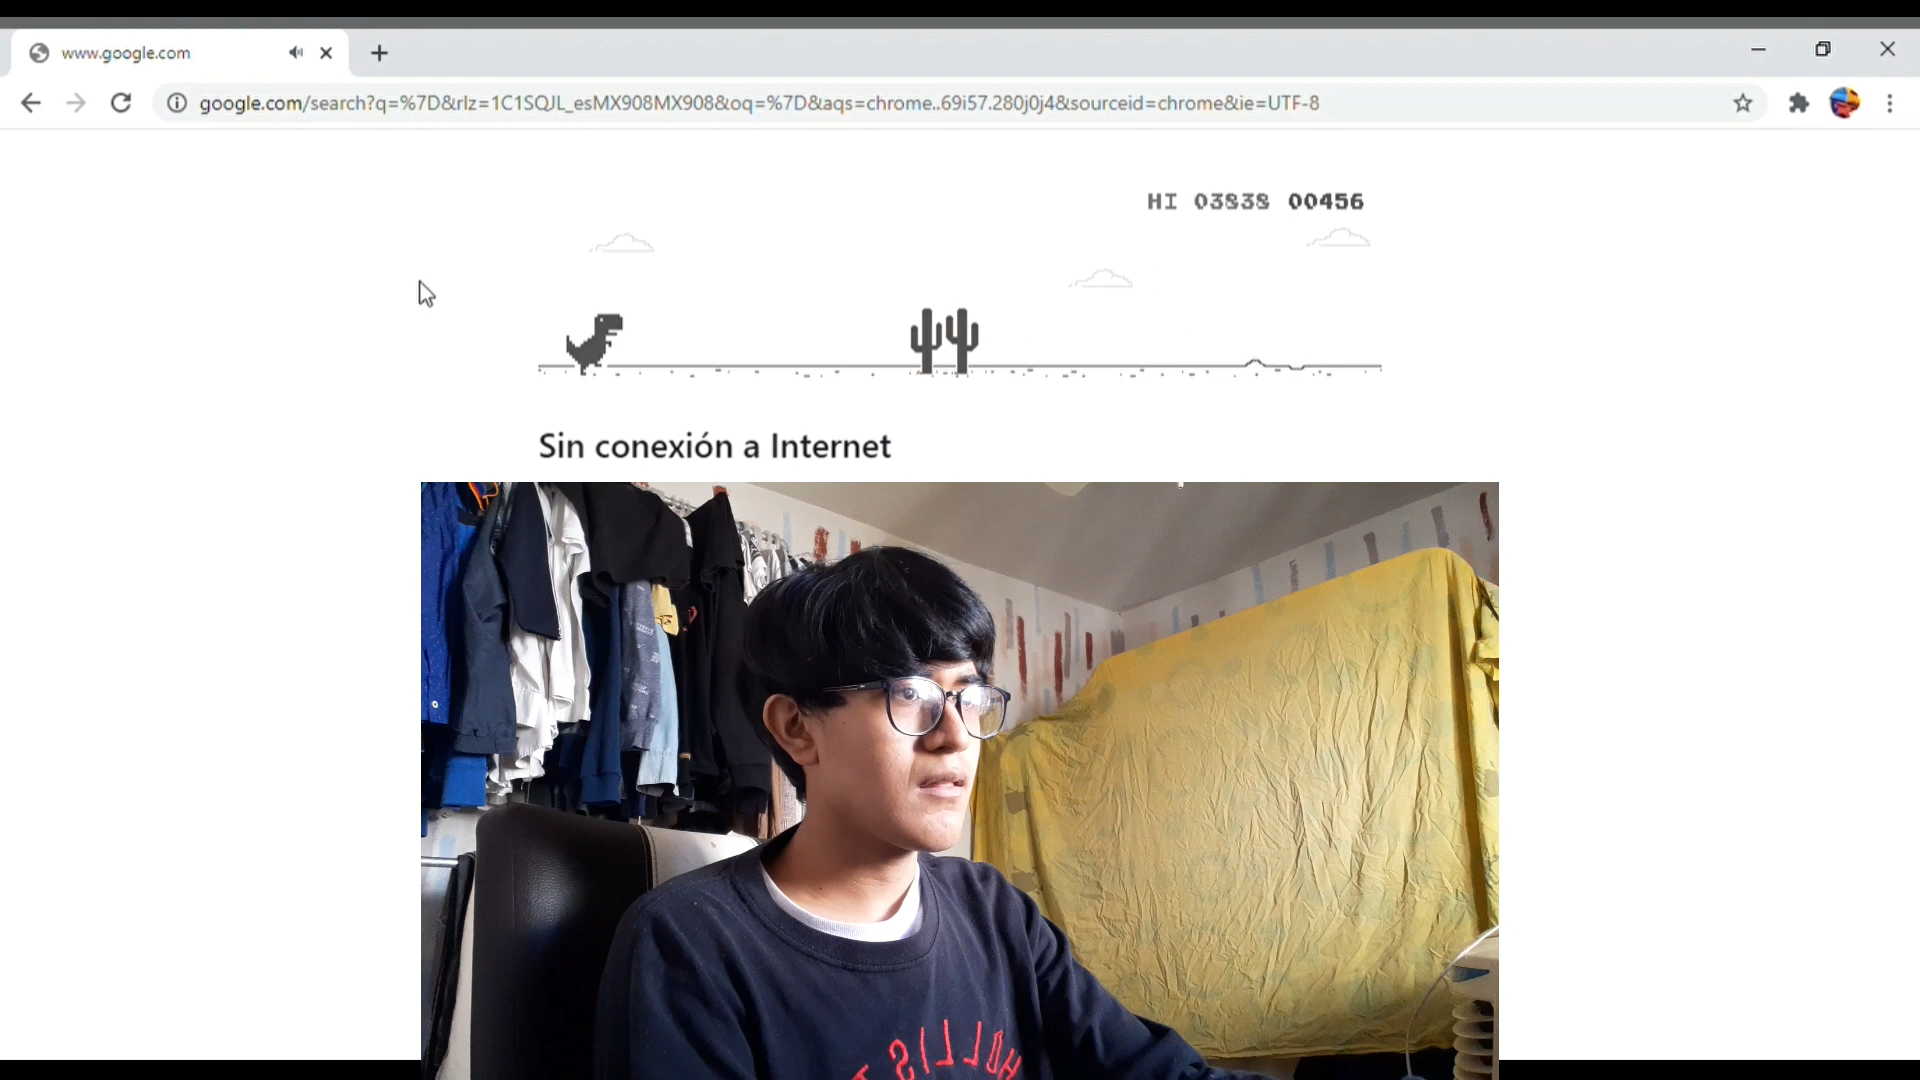 www.google.com
google.com/search?q=%7D&rlz=1C1SQJL_esMX908MX908&oq=%7D&aqs=chrome..69i57.280j0j4&sourceid=chrome&ie=UTF-8
HI 03838 00456
Sin conexión a Internet